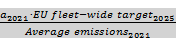 a₂₀₂₁·EU fleet-wide target₂₀₂₅
Average emissions₂₀₂₁